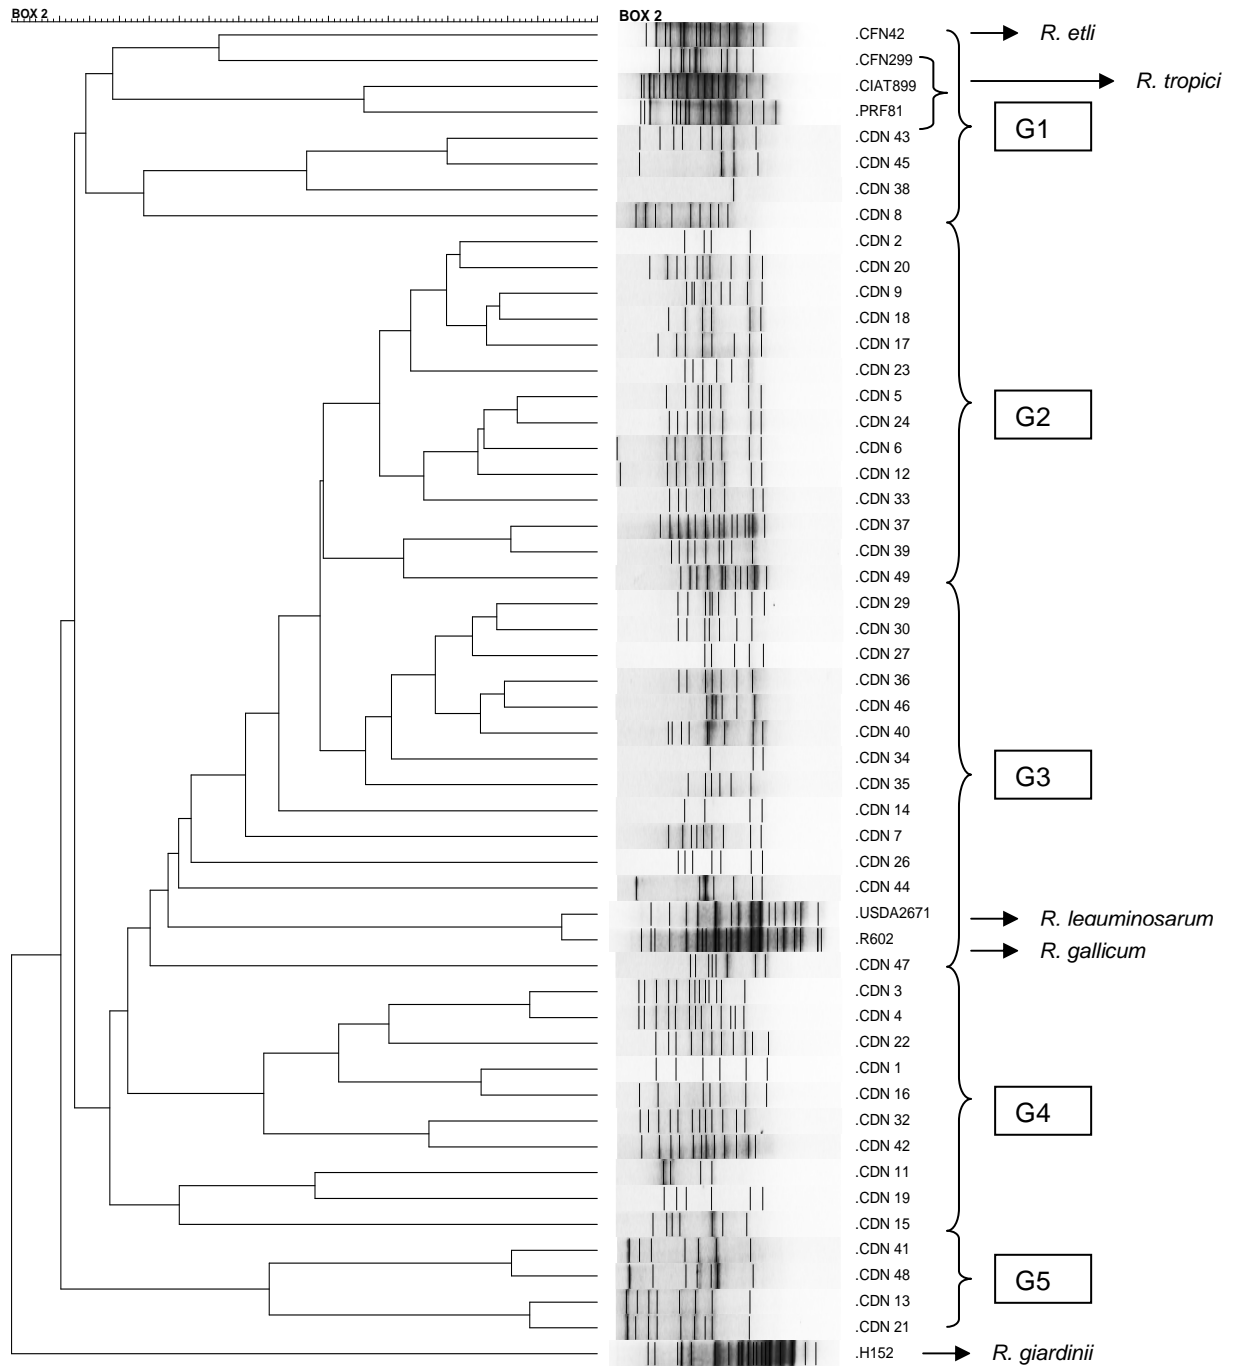 BOX 2
BOX 2
.CFN42
R. etli
.CFN299
.CIAT899
R. tropici
.PRF81
G1
.CDN 43
.CDN 45
.CDN 38
.CDN 8
.CDN 2
.CDN 20
.CDN 9
.CDN 18
.CDN 17
.CDN 23
.CDN 5
G2
.CDN 24
.CDN 6
.CDN 12
.CDN 33
.CDN 37
.CDN 39
.CDN 49
.CDN 29
.CDN 30
.CDN 27
.CDN 36
.CDN 46
.CDN 40
.CDN 34
G3
.CDN 35
.CDN 14
.CDN 7
.CDN 26
.CDN 44
.USDA2671
R. leguminosarum
.R602
R. gallicum
.CDN 47
.CDN 3
.CDN 4
.CDN 22
.CDN 1
.CDN 16
G4
.CDN 32
.CDN 42
.CDN 11
.CDN 19
.CDN 15
.CDN 41
.CDN 48
G5
.CDN 13
.CDN 21
.H152
R. giardinii